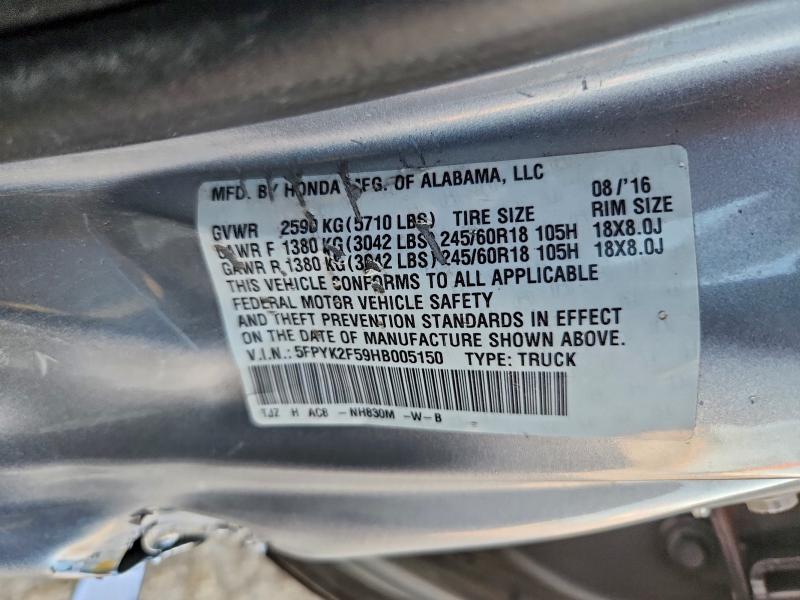 MFD. BY HONDA MFG. OF ALABAMA, LLC 08/'16
GVWR 2590 KG (5710 LBS) TIRE SIZE RIM SIZE
GAWR F 1380 KG (3042 LBS) 245/60R18 105H 18X8.0J
GAWR R 1380 KG (3042 LBS) 245/60R18 105H 18X8.0J
THIS VEHICLE CONFORMS TO ALL APPLICABLE
FEDERAL MOTOR VEHICLE SAFETY
AND THEFT PREVENTION STANDARDS IN EFFECT
ON THE DATE OF MANUFACTURE SHOWN ABOVE.
V.I.N.: 5FPYK2F59HB005150 TYPE: TRUCK
TJZ H AC8 -NH830M -W-B